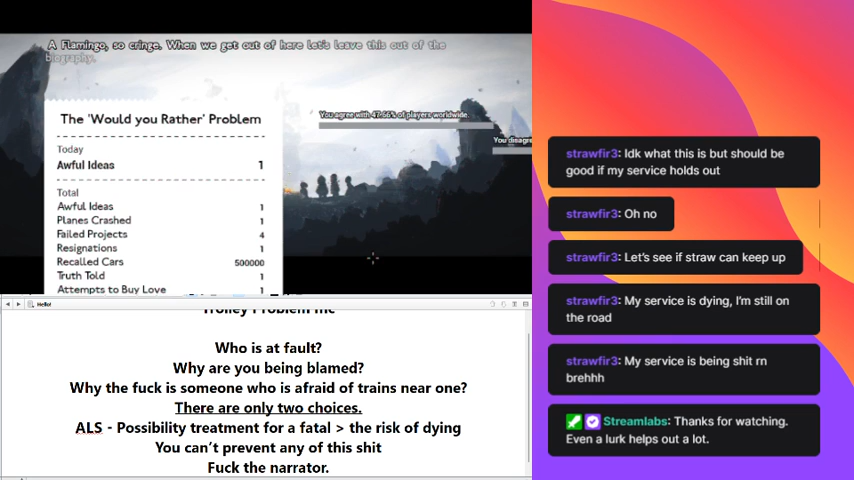 A Flamingo, so cringe. When we get out of here let's leave this out of the
biography.
The 'Would you Rather' Problem
Today
Awful Ideas 1
Total
Awful Ideas 1
Planes Crashed 1
Failed Projects 4
Resignations 1
Recalled Cars 500000
Truth Told 1
Attempts to Buy Love 1
You agree with 47.66% of players worldwide.
You disagre
Hello!
Trolley Problem Inc
Who is at fault?
Why are you being blamed?
Why the fuck is someone who is afraid of trains near one?
There are only two choices.
ALS - Possibility treatment for a fatal > the risk of dying
You can't prevent any of this shit
Fuck the narrator.
strawfir3: Idk what this is but should be
good if my service holds out
strawfir3: Oh no
strawfir3: Let's see if straw can keep up
strawfir3: My service is dying, I'm still on
the road
strawfir3: My service is being shit rn
brehhh
Streamlabs: Thanks for watching.
Even a lurk helps out a lot.